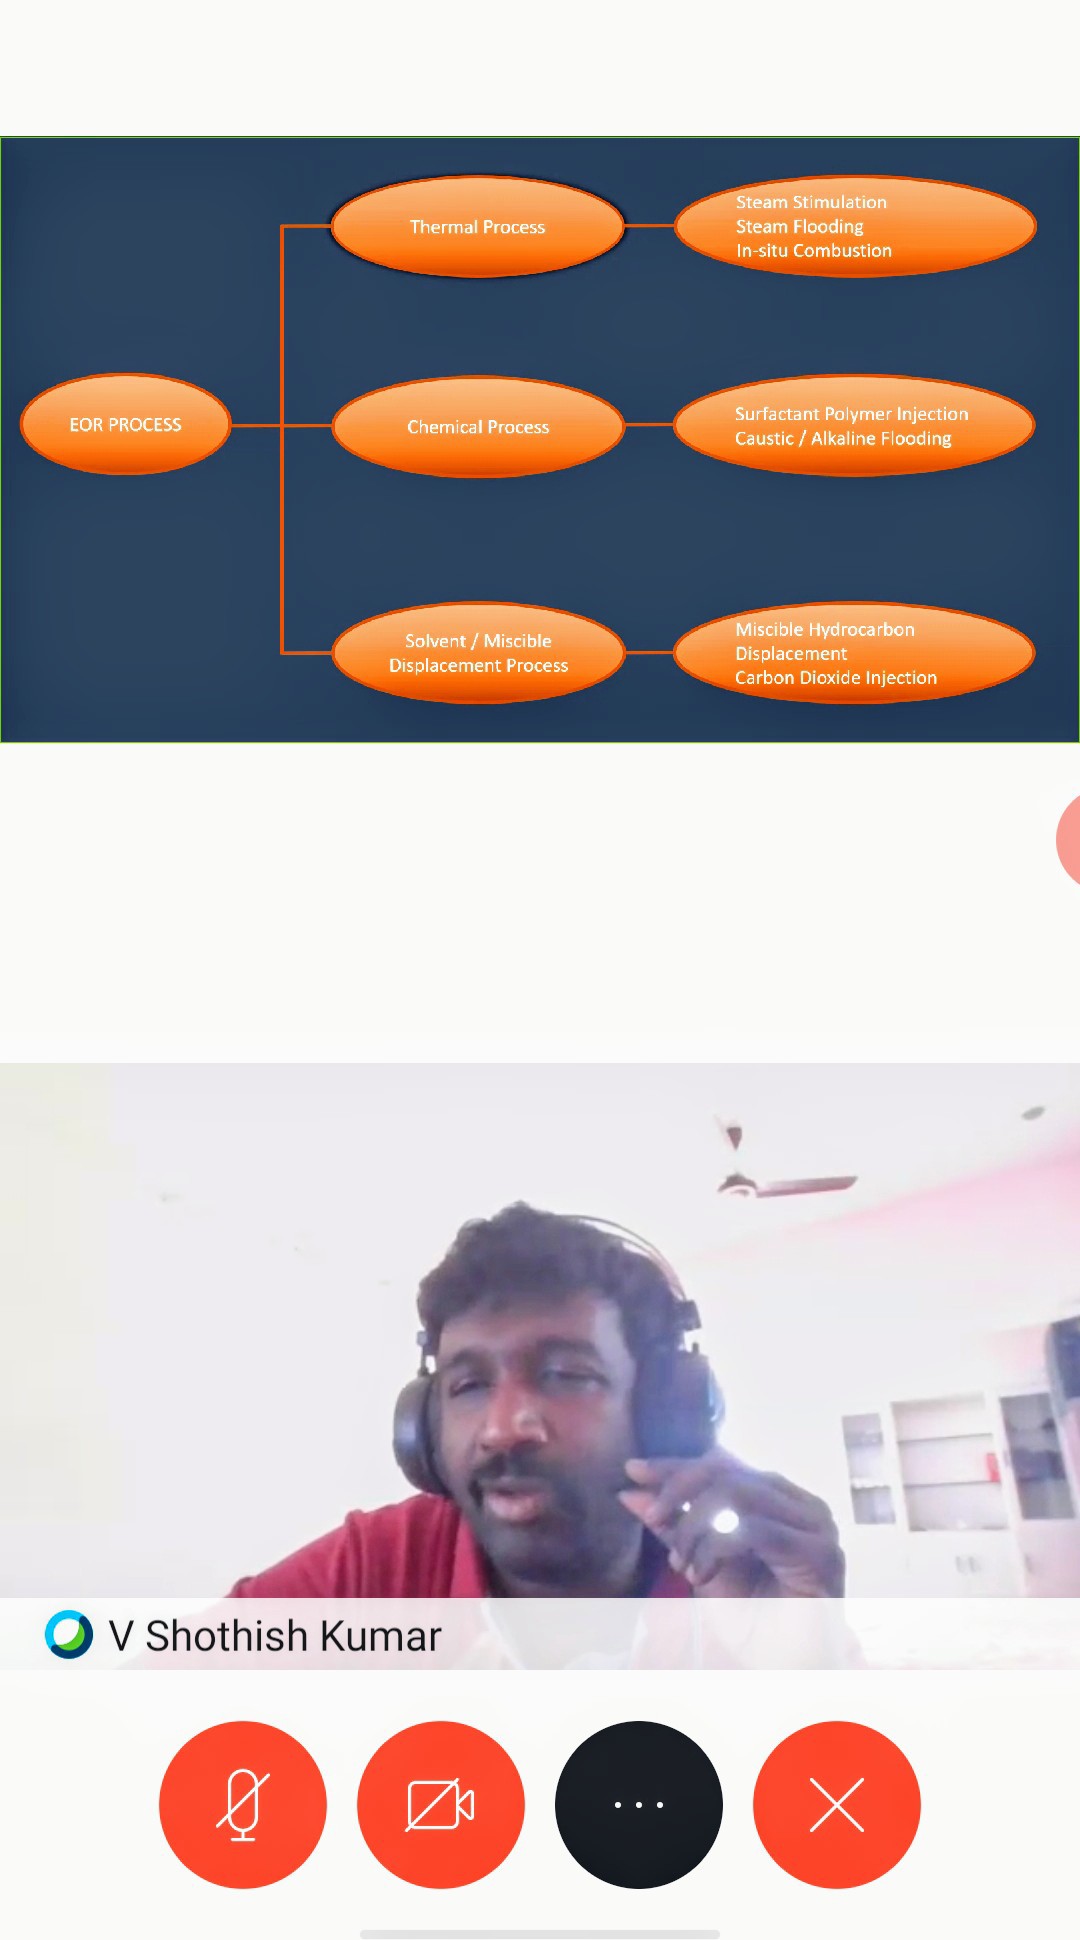 Thermal Process
Steam Stimulation
Steam Flooding
In-situ Combustion
EOR PROCESS
Chemical Process
Surfactant Polymer Injection
Caustic / Alkaline Flooding
Solvent / Miscible
Displacement Process
Miscible Hydrocarbon
Displacement
Carbon Dioxide Injection
V Shothish Kumar